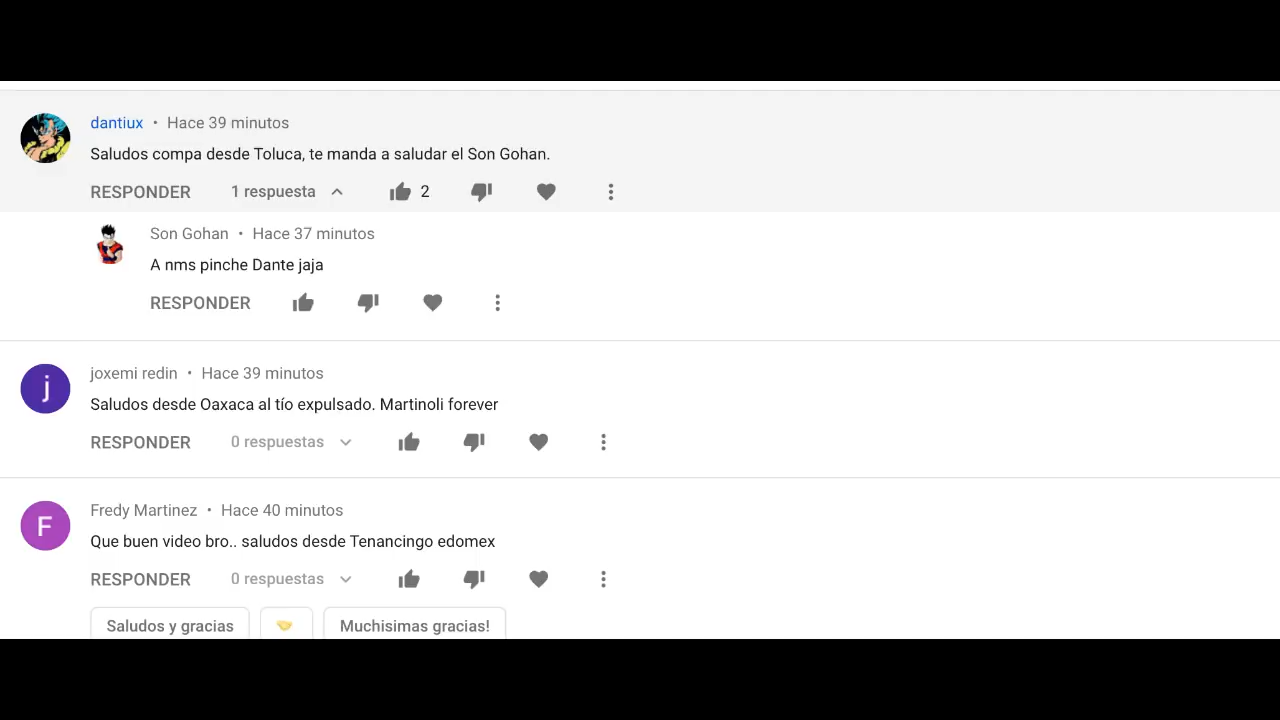 dantiux • Hace 39 minutos
Saludos compa desde Toluca, te manda a saludar el Son Gohan.
RESPONDER 1 respuesta 2
Son Gohan • Hace 37 minutos
A nms pinche Dante jaja
RESPONDER
j
joxemi redin • Hace 39 minutos
Saludos desde Oaxaca al tío expulsado. Martinoli forever
RESPONDER 0 respuestas
F
Fredy Martinez • Hace 40 minutos
Que buen video bro.. saludos desde Tenancingo edomex
RESPONDER 0 respuestas
Saludos y gracias 🤝 Muchisimas gracias!